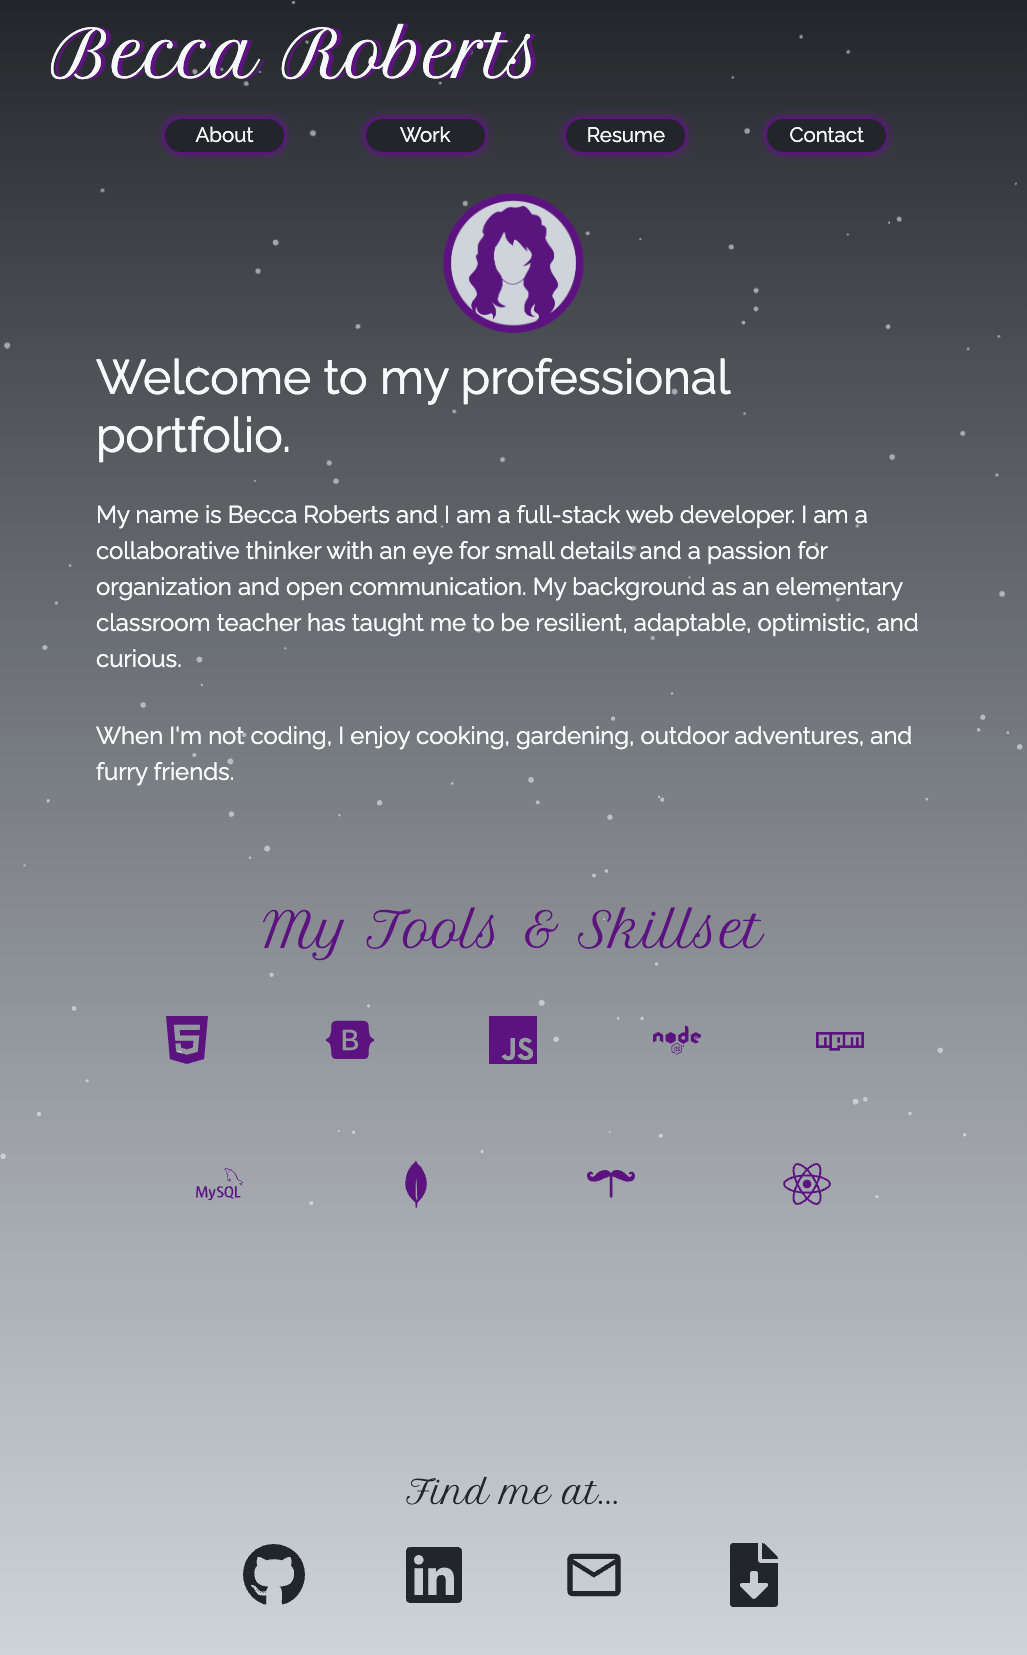 Becca Roberts
About Work Resume Contact
Welcome to my professional
portfolio.
My name is Becca Roberts and I am a full-stack web developer. I am a
collaborative thinker with an eye for small details and a passion for
organization and open communication. My background as an elementary
classroom teacher has taught me to be resilient, adaptable, optimistic, and
curious.
When I'm not coding, I enjoy cooking, gardening, outdoor adventures, and
furry friends.
My Tools & Skillset
5 B JS node JS npm
MySQL
Find me at...
in